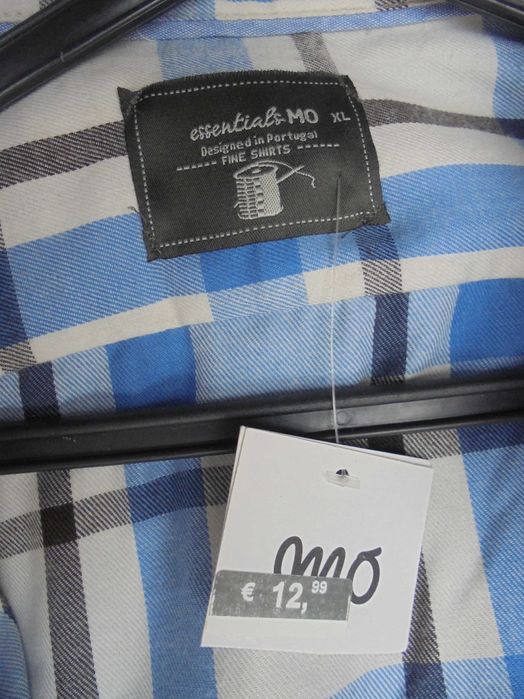 essentials MO XL
Designed in Portugal
FINE SHIRTS
mo
€ 12,99